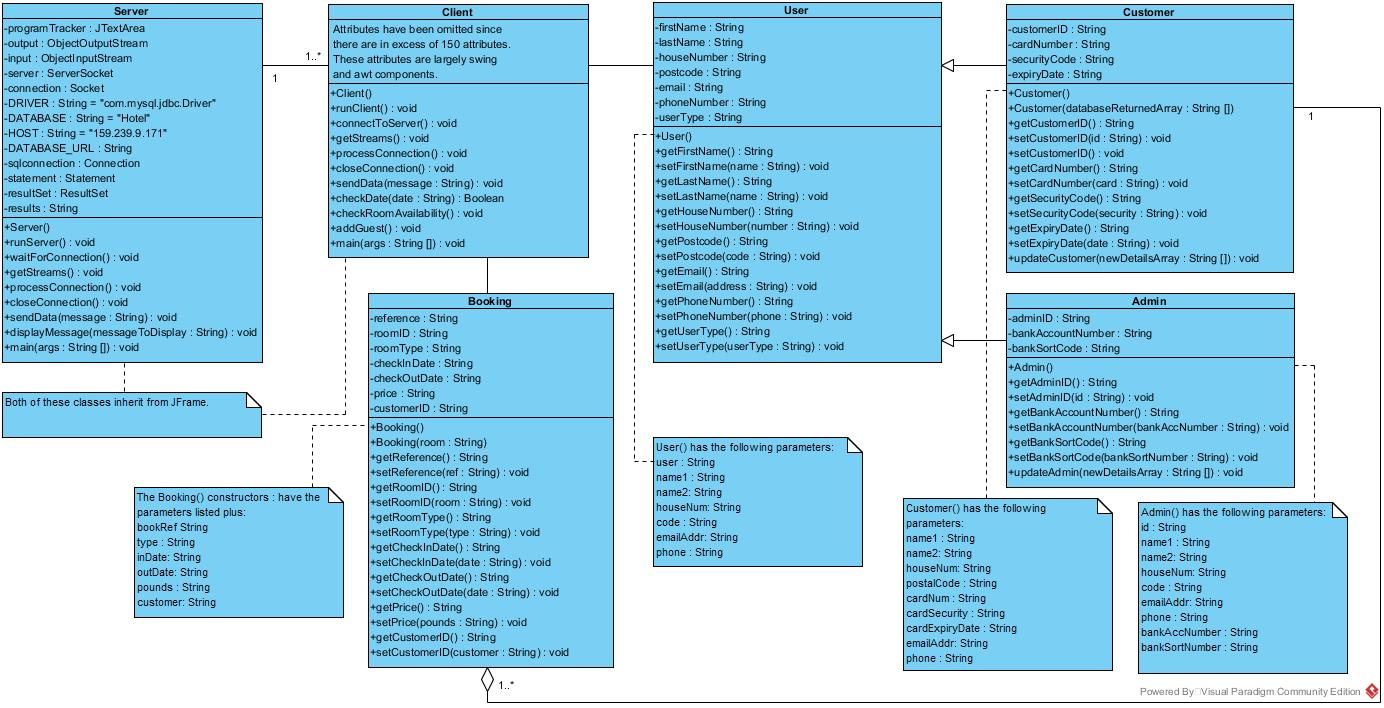 Server
-programTracker : JTextArea
-output : ObjectOutputStream
-input : ObjectInputStream
-server : ServerSocket
-connection : Socket
-DRIVER : String = "com.mysql.jdbc.Driver"
-DATABASE : String = "Hotel"
-HOST : String = "159.239.9.171"
-DATABASE_URL : String
-sqlconnection : Connection
-statement : Statement
-resultSet : ResultSet
-results : String
+Server()
+runServer() : void
+waitForConnection() : void
+getStreams() : void
+processConnection() : void
+closeConnection() : void
+sendData(message : String) : void
+displayMessage(messageToDisplay : String) : void
+main(args : String []) : void
Both of these classes inherit from JFrame.
1
1..*
Client
Attributes have been omitted since
there are in excess of 150 attributes.
These attributes are largely swing
and awt components.
+Client()
+runClient() : void
+connectToServer() : void
+getStreams() : void
+processConnection() : void
+closeConnection() : void
+sendData(message : String) : void
+checkDate(date : String) : Boolean
+checkRoomAvailability() : void
+addGuest() : void
+main(args : String []) : void
Booking
-reference : String
-roomID : String
-roomType : String
-checkInDate : String
-checkOutDate : String
-price : String
-customerID : String
+Booking()
+Booking(room : String)
+getReference() : String
+setReference(ref : String) : void
+getRoomID() : String
+setRoomID(room : String) : void
+getRoomType() : String
+setRoomType(type : String) : void
+getCheckInDate() : String
+setCheckInDate(date : String) : void
+getCheckOutDate() : String
+setCheckOutDate(date : String) : void
+getPrice() : String
+setPrice(pounds : String) : void
+getCustomerID() : String
+setCustomerID(customer : String) : void
1..*
The Booking() constructors : have the
parameters listed plus:
bookRef String
type : String
inDate: String
outDate: String
pounds : String
customer: String
User
-firstName : String
-lastName : String
-houseNumber : String
-postcode : String
-email : String
-phoneNumber : String
-userType : String
+User()
+getFirstName() : String
+setFirstName(name : String) : void
+getLastName() : String
+setLastName(name : String) : void
+getHouseNumber() : String
+setHouseNumber(number : String) : void
+getPostcode() : String
+setPostcode(code : String) : void
+getEmail() : String
+setEmail(address : String) : void
+getPhoneNumber() : String
+setPhoneNumber(phone : String) : void
+getUserType() : String
+setUserType(userType : String) : void
User() has the following parameters:
user : String
name1 : String
name2: String
houseNum: String
code : String
emailAddr: String
phone : String
Customer
-customerID : String
-cardNumber : String
-securityCode : String
-expiryDate : String
+Customer()
+Customer(databaseReturnedArray : String [])
+getCustomerID() : String
+setCustomerID(id : String) : void
+setCustomerID() : void
+getCardNumber() : String
+setCardNumber(card : String) : void
+getSecurityCode() : String
+setSecurityCode(security : String) : void
+getExpiryDate() : String
+setExpiryDate(date : String) : void
+updateCustomer(newDetailsArray : String []) : void
1
Admin
-adminID : String
-bankAccountNumber : String
-bankSortCode : String
+Admin()
+getAdminID() : String
+setAdminID(id : String) : void
+getBankAccountNumber() : String
+setBankAccountNumber(bankAccNumber : String) : void
+getBankSortCode() : String
+setBankSortCode(bankSortNumber : String) : void
+updateAdmin(newDetailsArray : String []) : void
Customer() has the following
parameters:
name1 : String
name2: String
houseNum: String
postalCode : String
cardNum : String
cardSecurity : String
cardExpiryDate : String
emailAddr: String
phone : String
Admin() has the following parameters:
id : String
name1 : String
name2: String
houseNum: String
code : String
emailAddr: String
phone : String
bankAccNumber : String
bankSortNumber : String
Powered By Visual Paradigm Community Edition